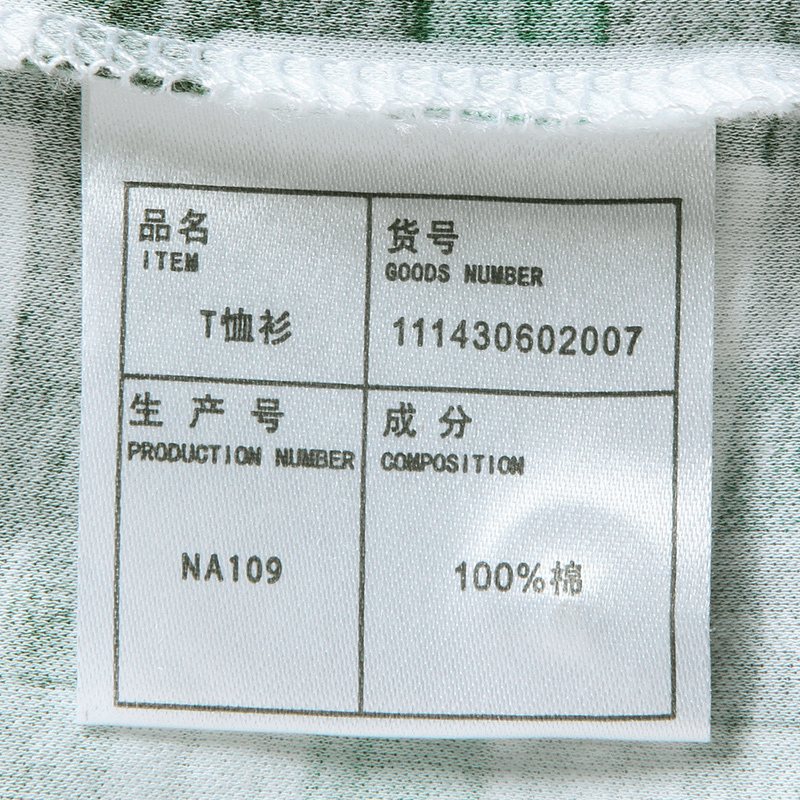 品名
ITEM
T恤衫
货号
GOODS NUMBER
111430602007
生产号
PRODUCTION NUMBER
NA109
成分
COMPOSITION
100%棉